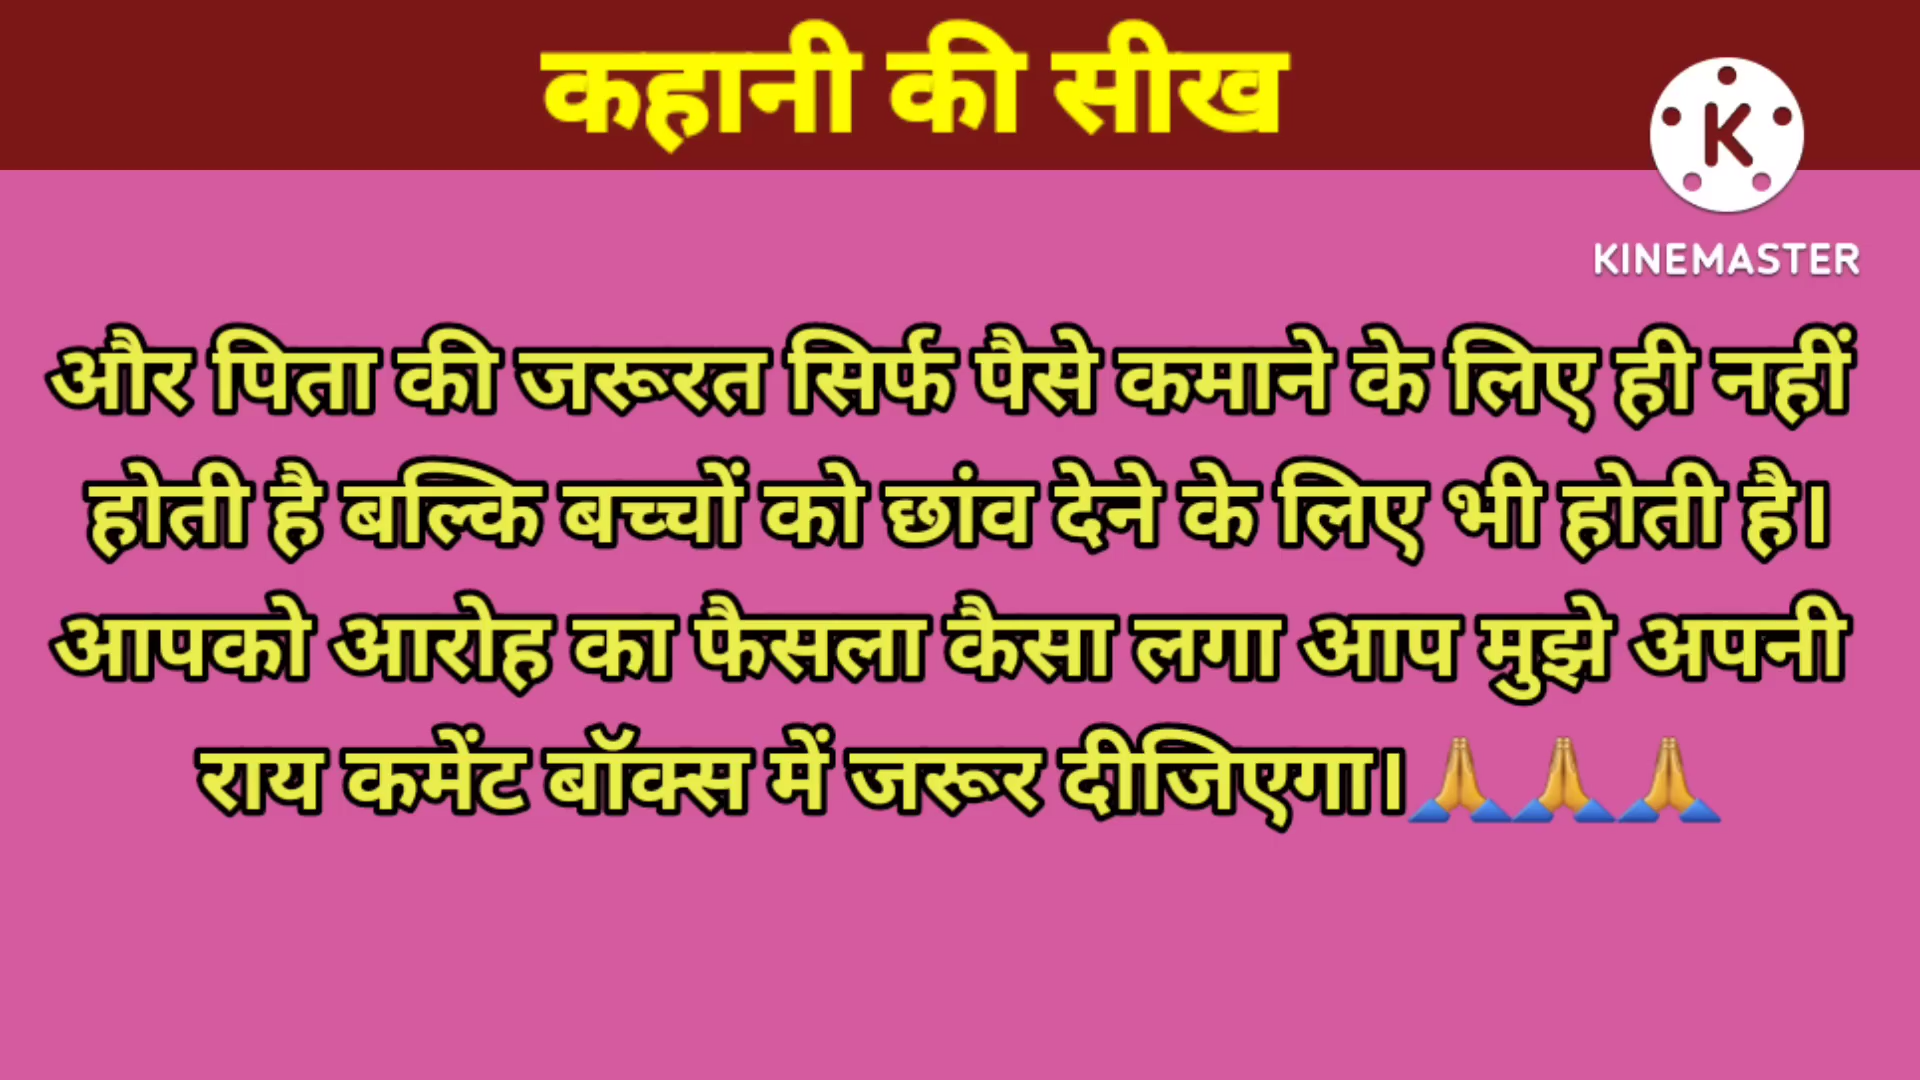 कहानी की सीख
K
KINEMASTER
और पिता की जरूरत सिर्फ पैसे कमाने के लिए ही नहीं
होती है बल्कि बच्चों को छांव देने के लिए भी होती है।
आपको आरोह का फैसला कैसा लगा आप मुझे अपनी
राय कमेंट बॉक्स में जरूर दीजिएगा।🙏🙏🙏